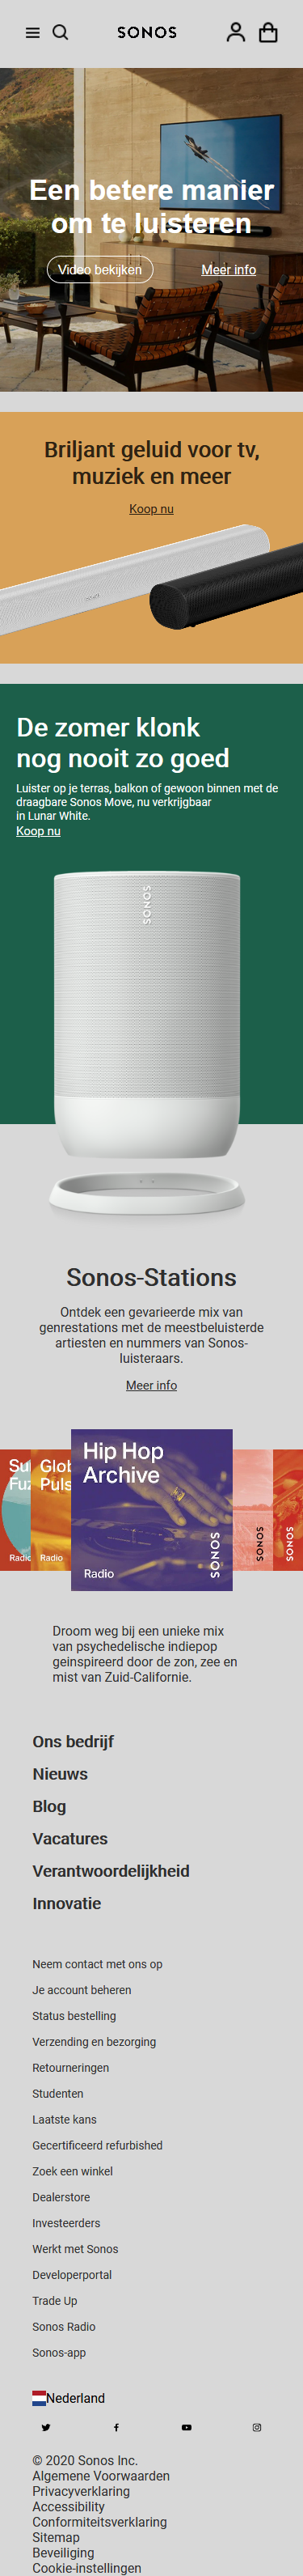 SONOS
Een betere manier
om te luisteren
Video bekijken
Meer info
Briljant geluid voor tv,
muziek en meer
Koop nu
De zomer klonk
nog nooit zo goed
Luister op je terras, balkon of gewoon binnen met de
draagbare Sonos Move, nu verkrijgbaar
in Lunar White.
Koop nu
SONOS
Sonos-Stations
Ontdek een gevarieerde mix van
genrestations met de meestbeluisterde
artiesten en nummers van Sonos-
luisteraars.
Meer info
Hip Hop
Archive
Radio
SONOS
Radio
SONOS
SONOS
Droom weg bij een unieke mix
van psychedelische indiepop
geïnspireerd door de zon, zee en
mist van Zuid-Californie.
Ons bedrijf
Nieuws
Blog
Vacatures
Verantwoordelijkheid
Innovatie
Neem contact met ons op
Je account beheren
Status bestelling
Verzending en bezorging
Retourneringen
Studenten
Laatste kans
Gecertificeerd refurbished
Zoek een winkel
Dealerstore
Investeerders
Werkt met Sonos
Developerportal
Trade Up
Sonos Radio
Sonos-app
Nederland
© 2020 Sonos Inc.
Algemene Voorwaarden
Privacyverklaring
Accessibility
Conformiteitsverklaring
Sitemap
Beveiliging
Cookie-instellingen